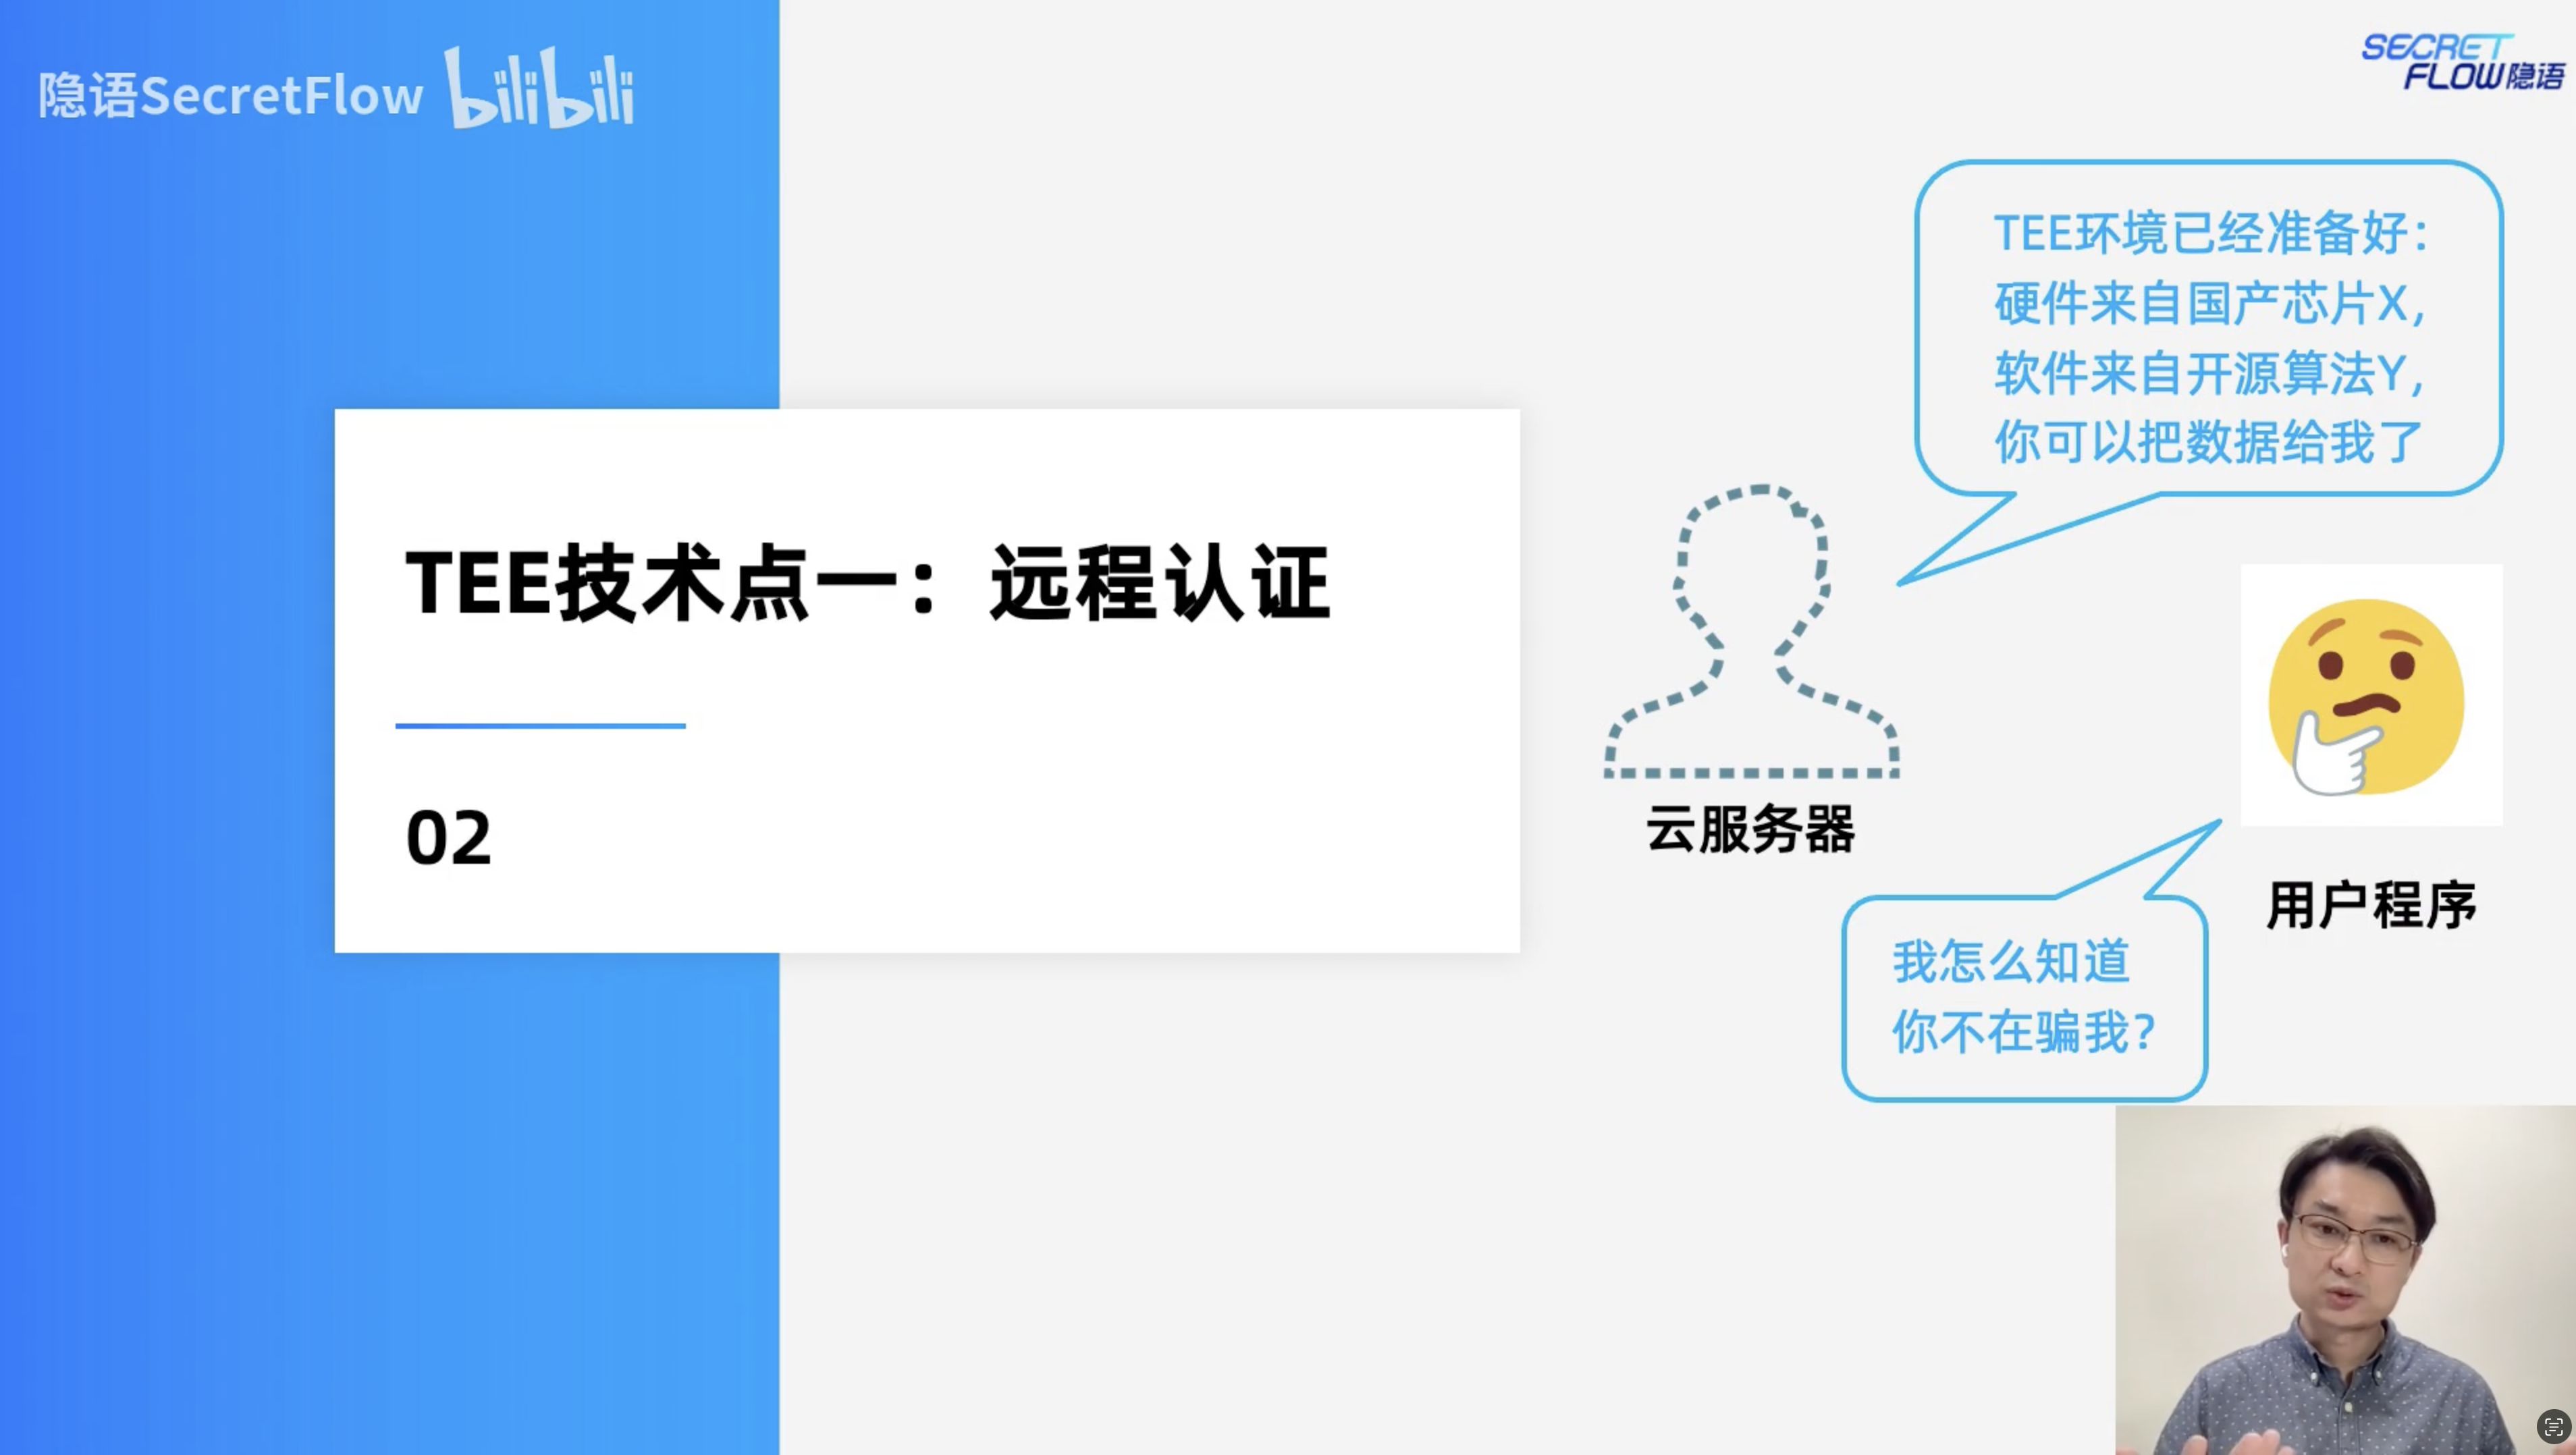 隐语SecretFlow bilibili
SECRET
FLOW隐语
TEE环境已经准备好：
硬件来自国产芯片X，
软件来自开源算法Y，
你可以把数据给我了
TEE技术点一：远程认证
02
云服务器
用户程序
我怎么知道
你不在骗我？